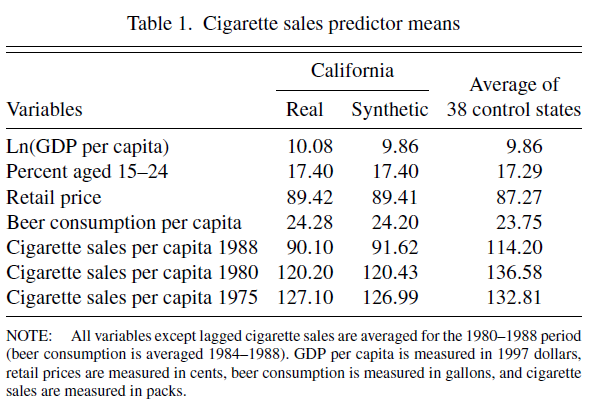 Table 1. Cigarette sales predictor means
California
Average of
Variables Real Synthetic 38 control states
Ln(GDP per capita) 10.08 9.86 9.86
Percent aged 15–24 17.40 17.40 17.29
Retail price 89.42 89.41 87.27
Beer consumption per capita 24.28 24.20 23.75
Cigarette sales per capita 1988 90.10 91.62 114.20
Cigarette sales per capita 1980 120.20 120.43 136.58
Cigarette sales per capita 1975 127.10 126.99 132.81
NOTE: All variables except lagged cigarette sales are averaged for the 1980–1988 period
(beer consumption is averaged 1984–1988). GDP per capita is measured in 1997 dollars,
retail prices are measured in cents, beer consumption is measured in gallons, and cigarette
sales are measured in packs.